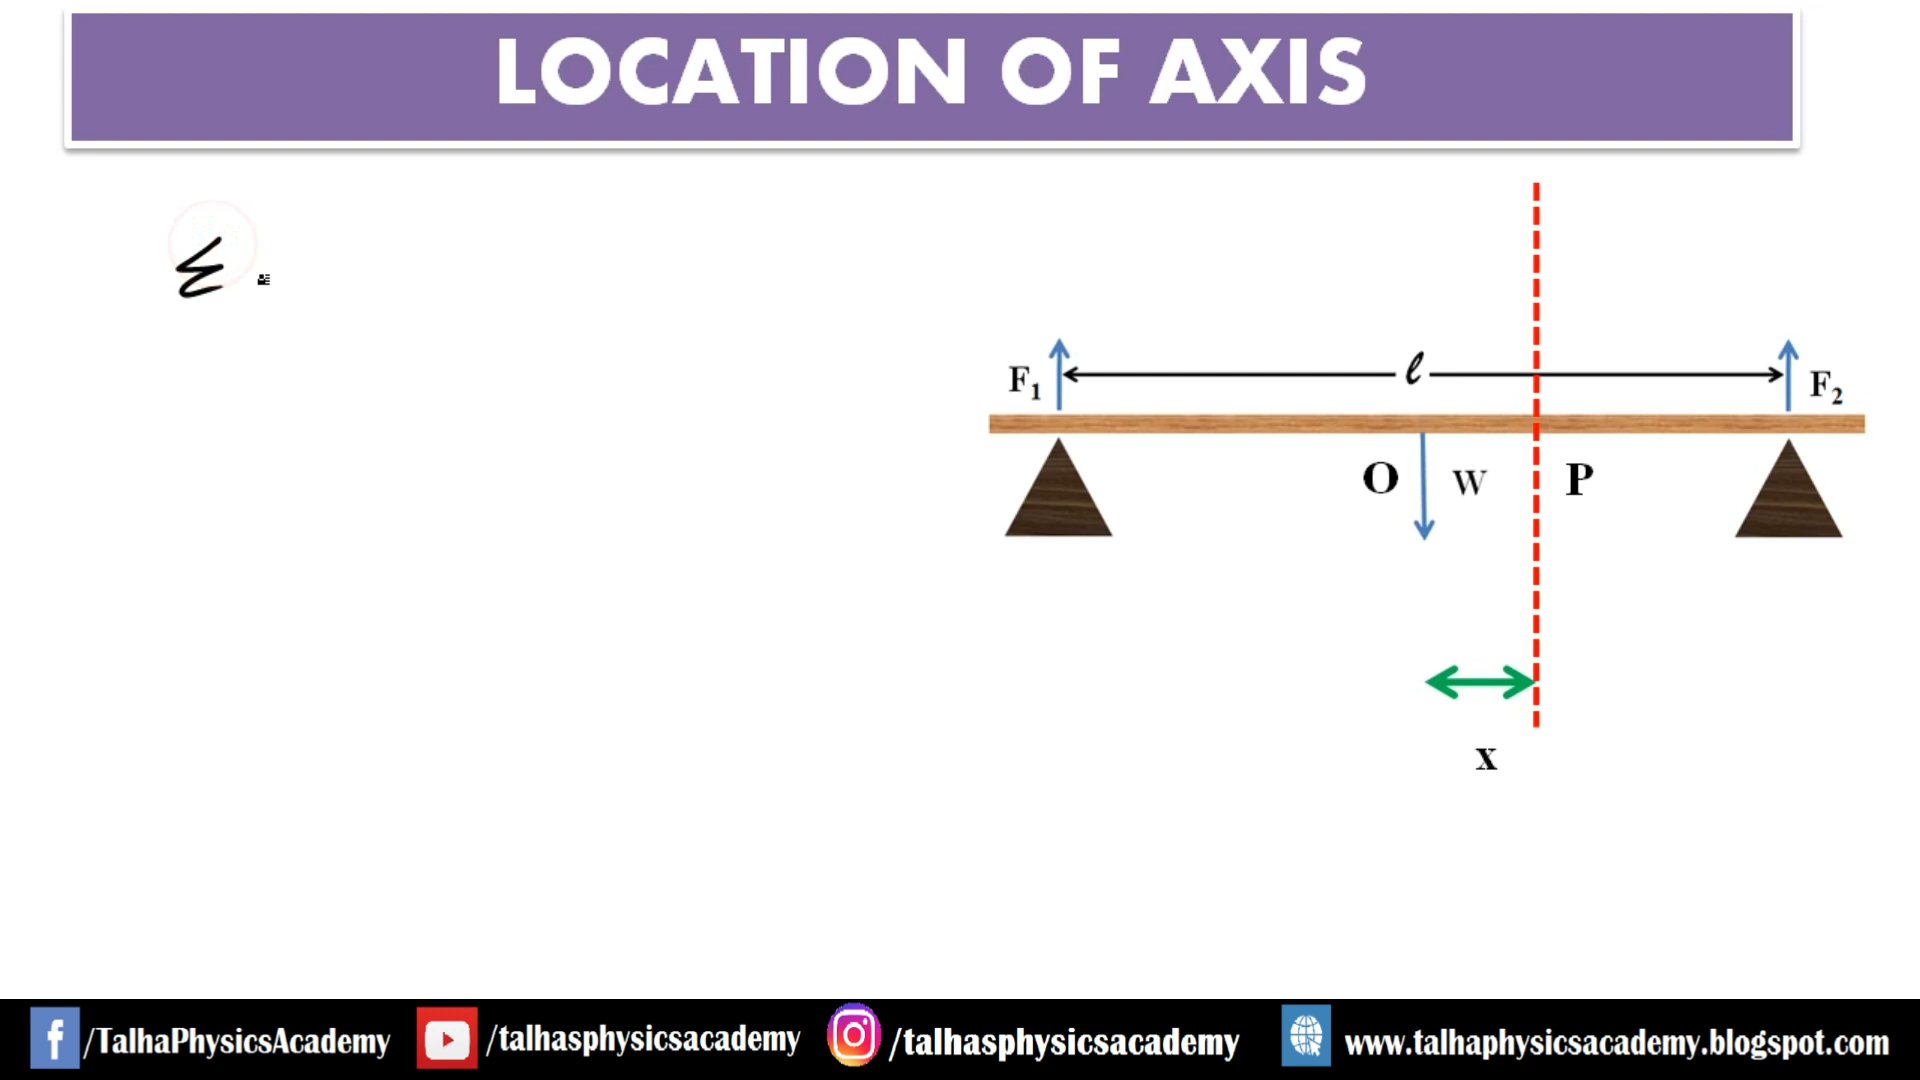 LOCATION OF AXIS
Σ
F₁
ℓ
F₂
O
W
P
x
/TalhaPhysicsAcademy
/talhasphysicsacademy
/talhasphysicsacademy
www.talhaphysicsacademy.blogspot.com